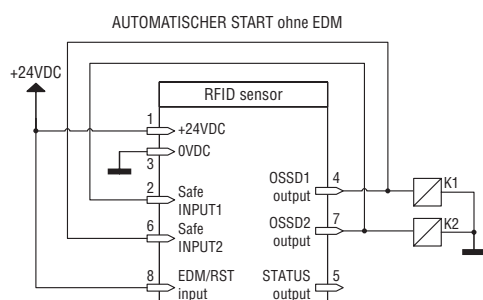 AUTOMATISCHER START ohne EDM
+24VDC
RFID sensor
1
+24VDC
0VDC
3
2
Safe
INPUT1
6
Safe
INPUT2
8
EDM/RST
input
OSSD1
output
4
K1
OSSD2
output
7
K2
STATUS
output
5